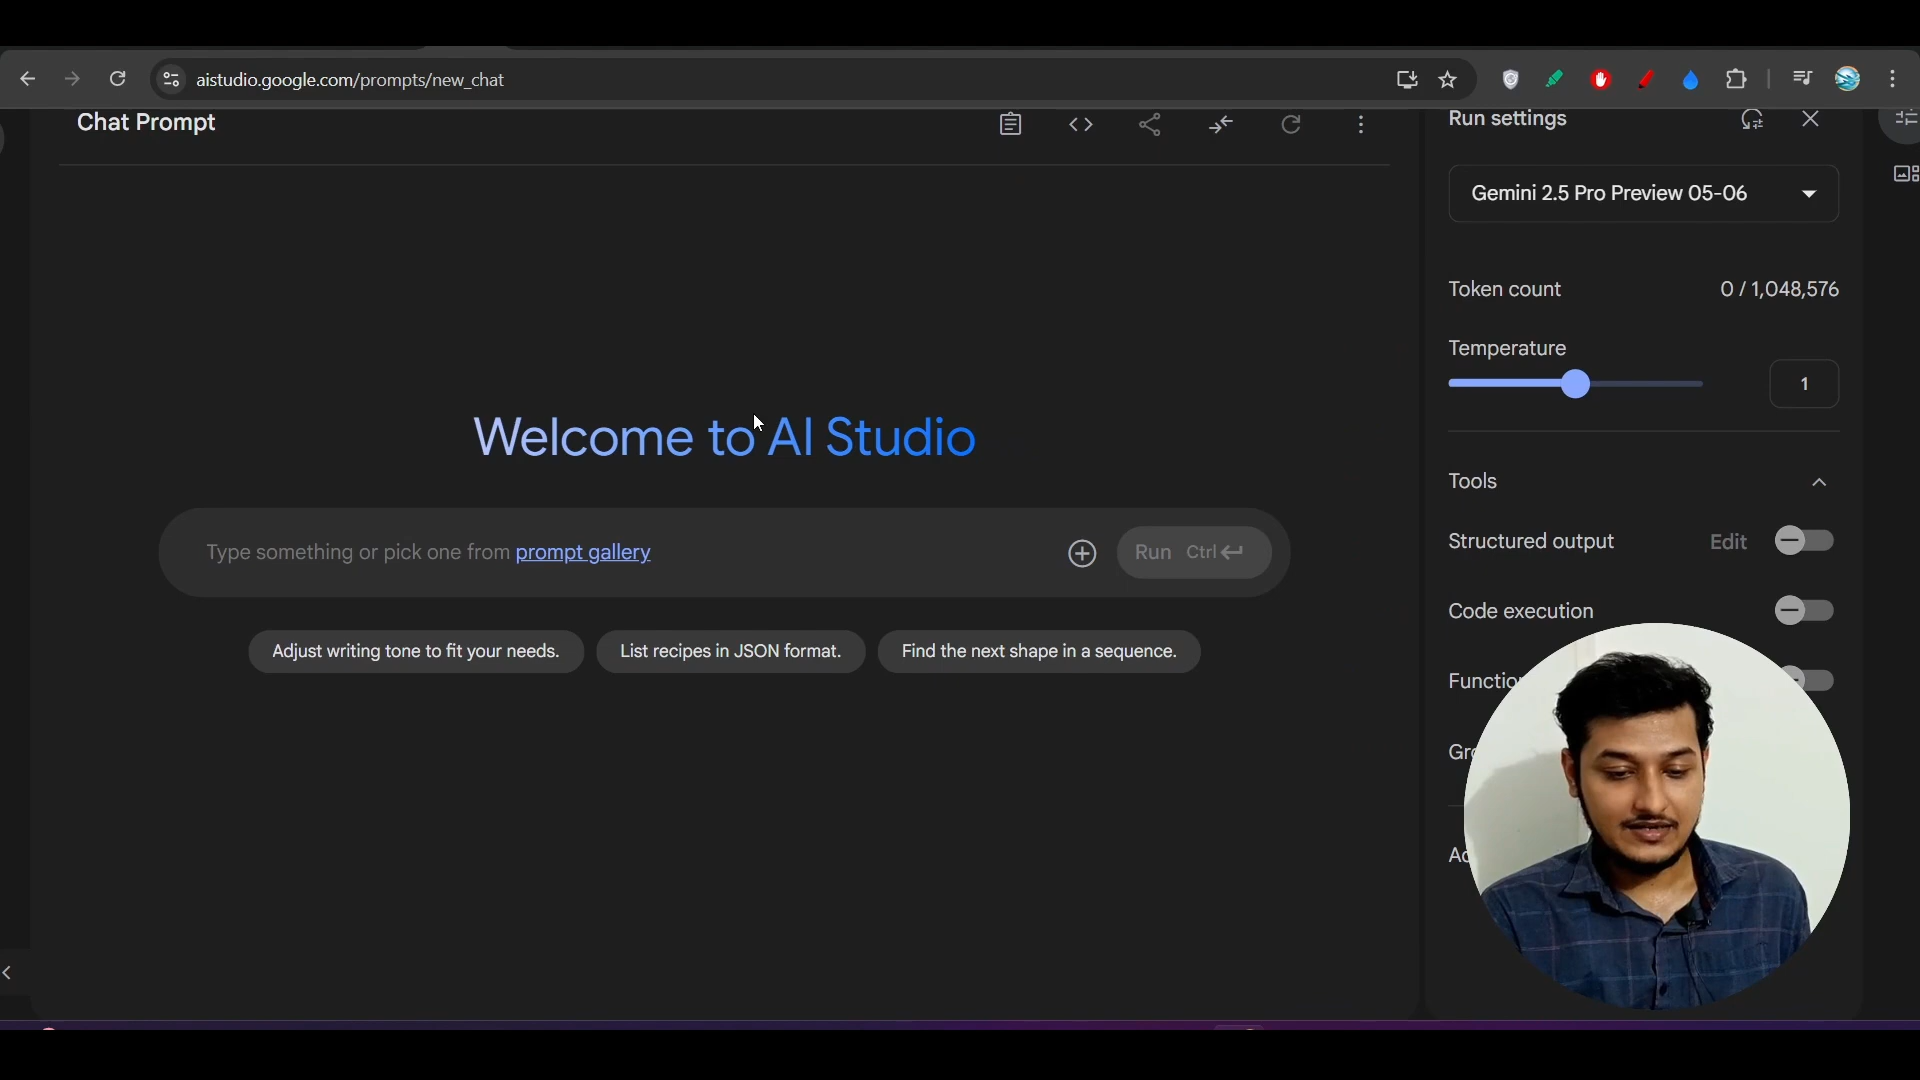 aistudio.google.com/prompts/new_chat
Chat Prompt
Run settings
Gemini 2.5 Pro Preview 05-06
Token count 0 / 1,048,576
Temperature
1
Welcome to AI Studio
Tools
Structured output Edit
Type something or pick one from prompt gallery
Run Ctrl
Code execution
Adjust writing tone to fit your needs. List recipes in JSON format. Find the next shape in a sequence.